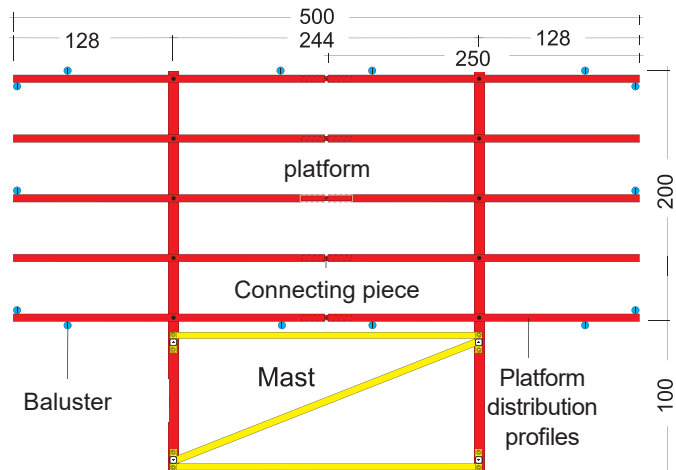 500
128
244
128
250
platform
200
Connecting piece
Mast
Baluster
Platform
distribution
profiles
100